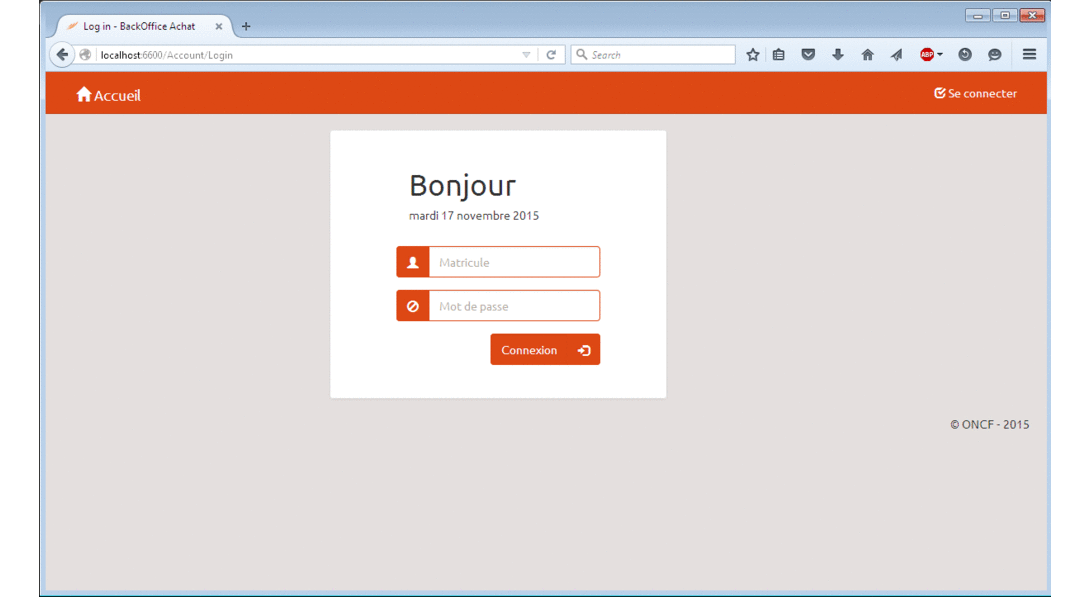 Log in - BackOffice Achat
localhost:6600/Account/Login
Search
ABP
Accueil
Se connecter
Bonjour
mardi 17 novembre 2015
Matricule
Mot de passe
Connexion
© ONCF - 2015